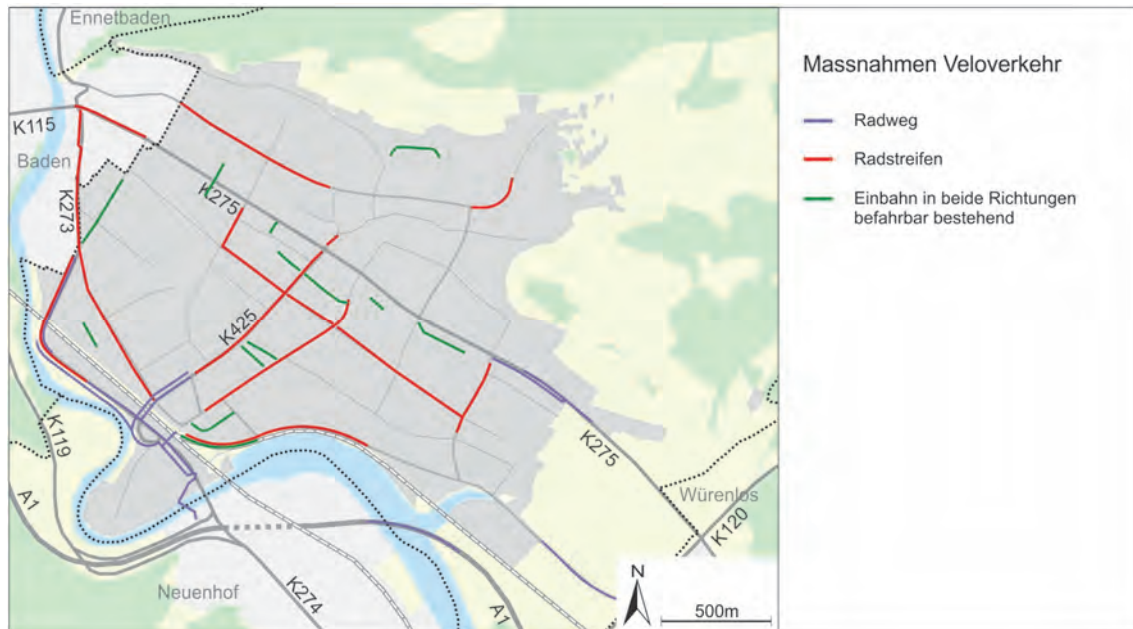 Ennetbaden
K115
Baden
K273
K275
K425
K119
A1
K275
Würenlos
K120
Neuenhof
K274
A1
N
500m
Massnahmen Veloverkehr
Radweg
Radstreifen
Einbahn in beide Richtungen
befahrbar bestehend